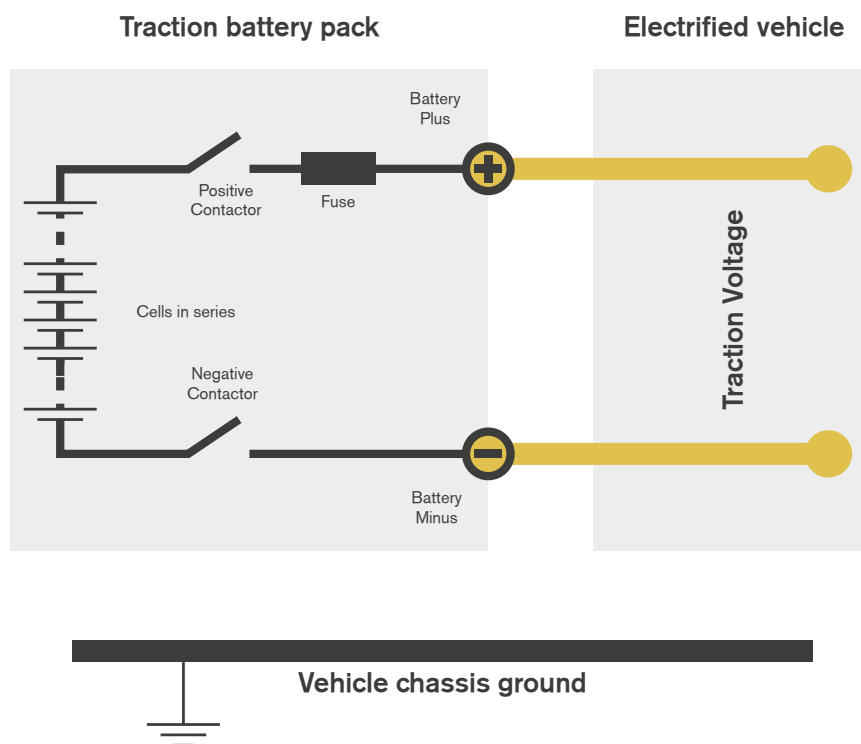 Traction battery pack
Electrified vehicle
Battery
Plus
Positive
Contactor
Fuse
Traction Voltage
Cells in series
Negative
Contactor
Battery
Minus
Vehicle chassis ground